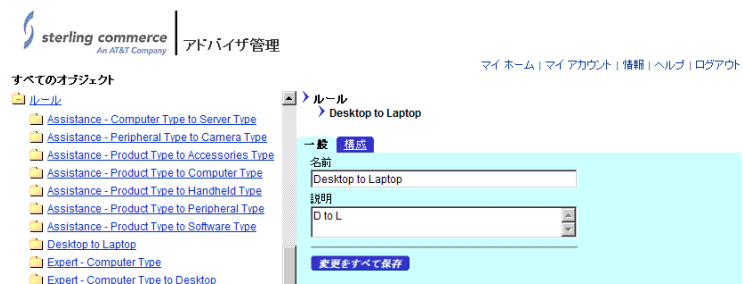 sterling commerce
An AT&T Company
アドバイザ管理
マイ ホーム | マイ アカウント | 情報 | ヘルプ | ログアウト
すべてのオブジェクト
ルール
Assistance - Computer Type to Server Type
Assistance - Peripheral Type to Camera Type
Assistance - Product Type to Accessories Type
Assistance - Product Type to Computer Type
Assistance - Product Type to Handheld Type
Assistance - Product Type to Peripheral Type
Assistance - Product Type to Software Type
Desktop to Laptop
Expert - Computer Type
Expert - Computer Type to Desktop
ルール
Desktop to Laptop
一般 構成
名前
Desktop to Laptop
説明
D to L
変更をすべて保存